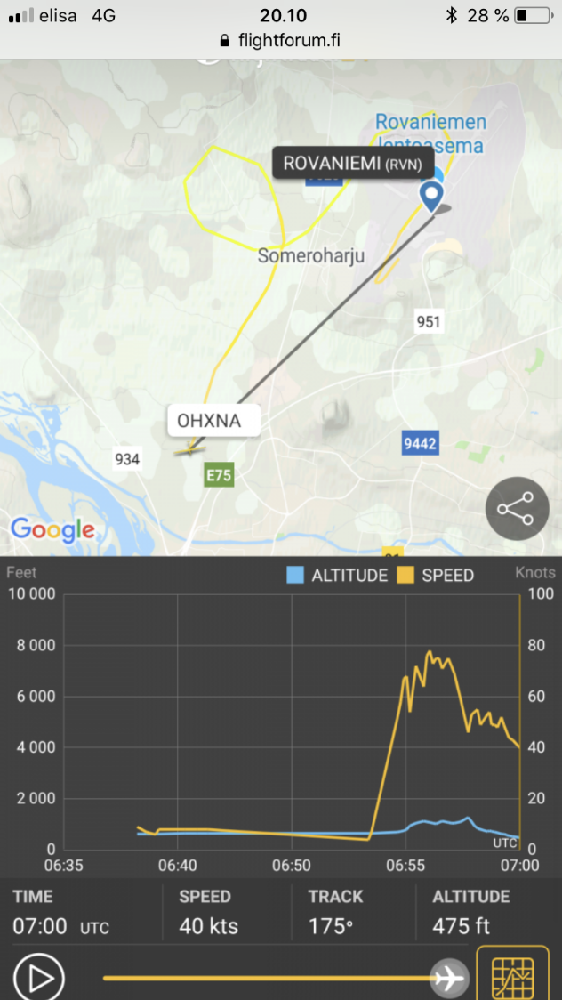 elisa 4G 20.10 28 %
flightforum.fi
Rovaniemen
lentoasema
ROVANIEMI (RVN)
Someroharju
951
OHXNA
934
E75
9442
Google
Feet ALTITUDE SPEED Knots
10 000 100
8 000 80
6 000 60
4 000 40
2 000 20
0 UTC 0
06:35 06:40 06:50 06:55 07:00
TIME SPEED TRACK ALTITUDE
07:00 UTC 40 kts 175° 475 ft